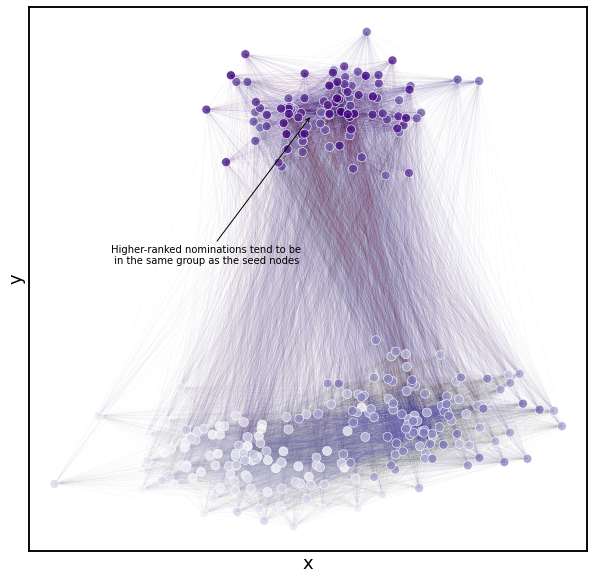 Higher-ranked nominations tend to be
in the same group as the seed nodes
y
x